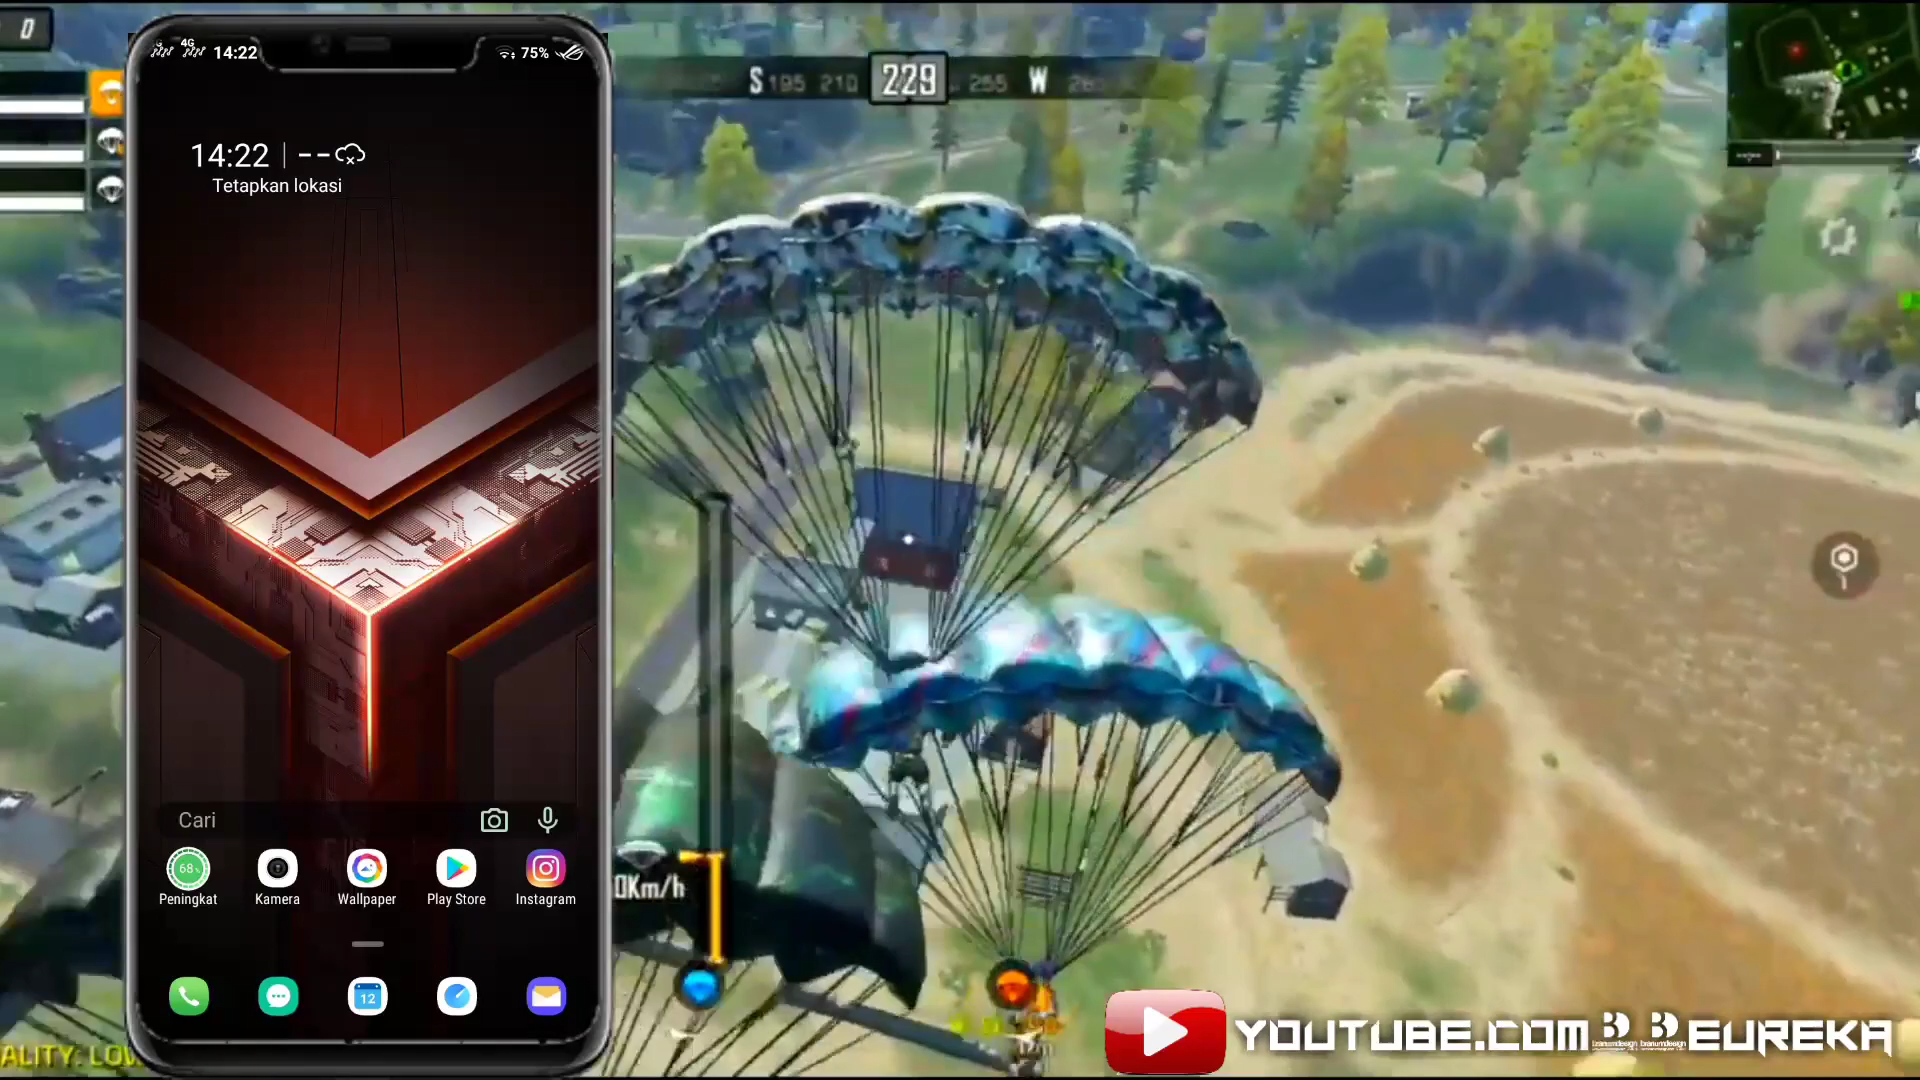 D
4G 14:22
75%
S 195 210 229 255 W
14:22
Tetapkan lokasi
Cari
68%
Peningkat
Kamera
Wallpaper
Play Store
Instagram
12
0Km/h
ALITY: LOW
YOUTUBE.COM
EUREKA